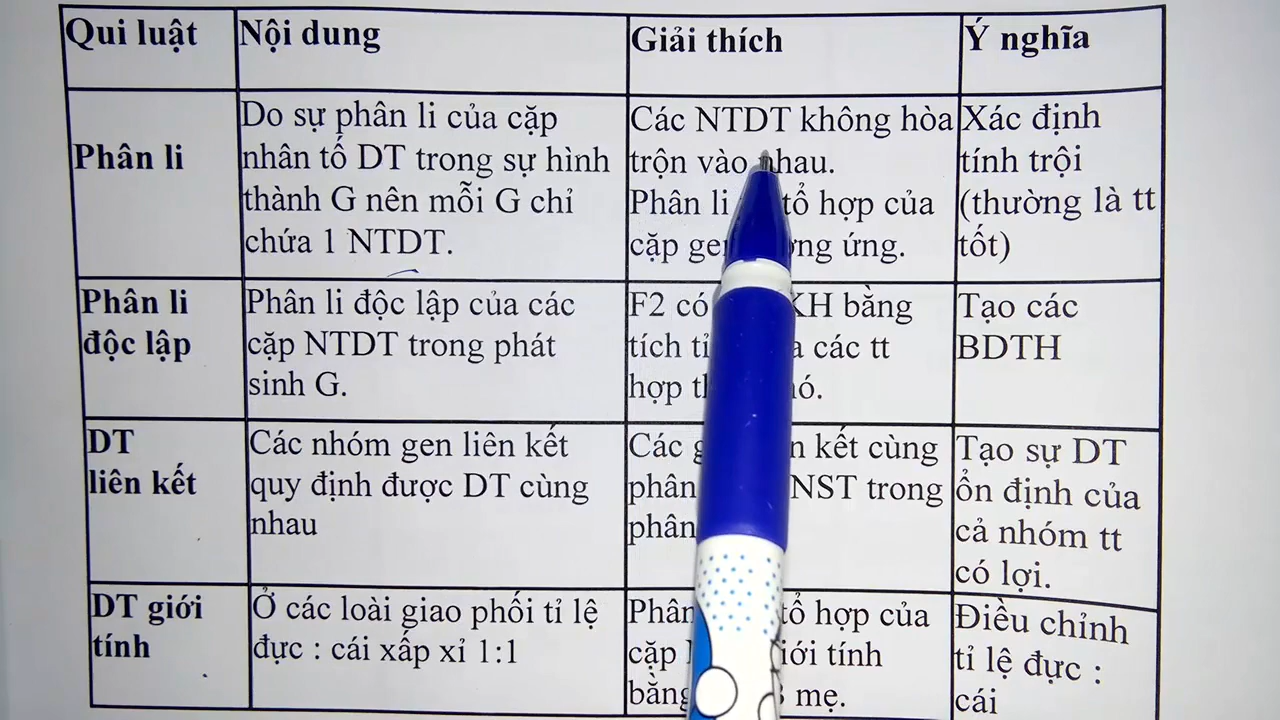 Qui luật
Nội dung
Giải thích
Ý nghĩa
Phân li
Do sự phân li của cặp
nhân tố DT trong sự hình
thành G nên mỗi G chỉ
chứa 1 NTDT.
Các NTDT không hòa
trộn vào nhau.
Phân li tổ hợp của
cặp ứng.
Xác định
tính trội
(thường là tt
tốt)
Phân li
độc lập
Phân li độc lập của các
cặp NTDT trong phát
sinh G.
F2 có bằng
tích các tt
hợp
Tạo các
BDTH
DT
liên kết
Các nhóm gen liên kết
quy định được DT cùng
nhau
Các kết cùng
phân NST trong
phân
Tạo sự DT
ổn định của
cả nhóm tt
có lợi.
DT giới
tính
Ở các loài giao phối tỉ lệ
đực : cái xấp xỉ 1:1
Phân tổ hợp của
cặp giới tính
bằng mẹ.
Điều chỉnh
tỉ lệ đực :
cái